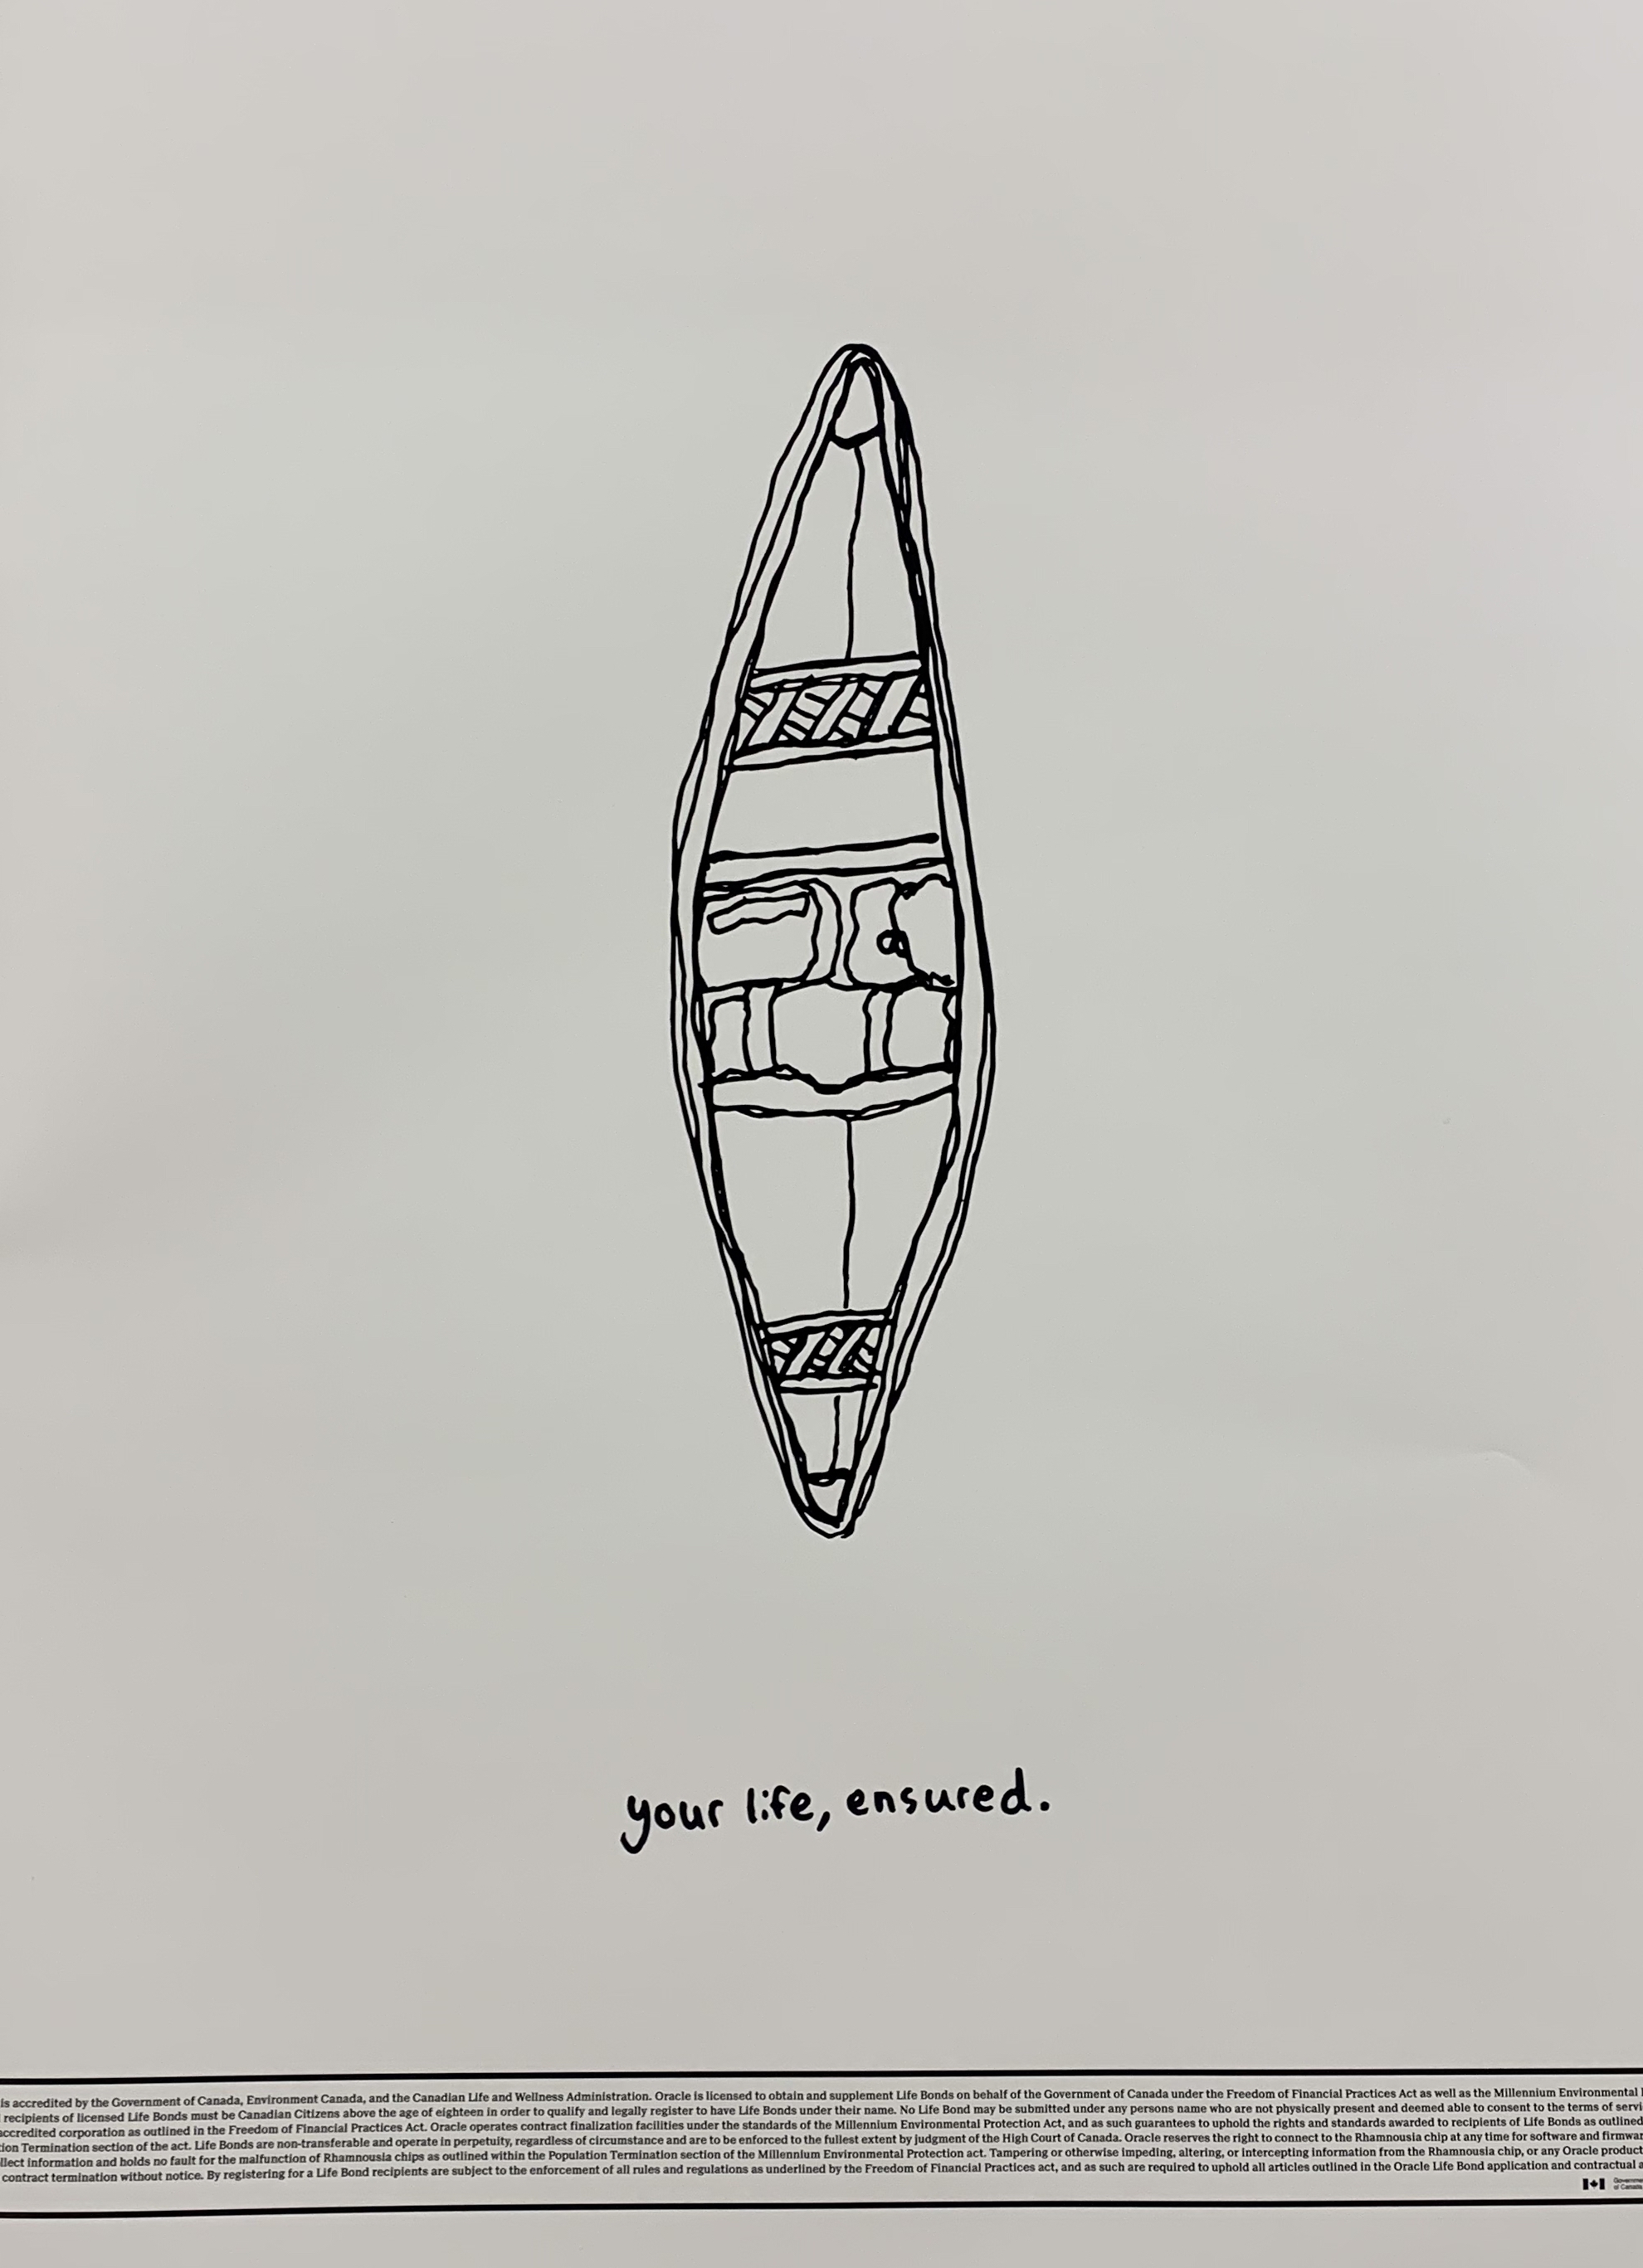 your life, ensured.
is accredited by the Government of Canada, Environment Canada, and the Canadian Life and Wellness Administration. Oracle is licensed to obtain and supplement Life Bonds on behalf of the Government of Canada under the Freedom of Financial Practices Act as well as the Millennium Environmental
recipients of licensed Life Bonds must be Canadian Citizens above the age of eighteen in order to qualify and legally register to have Life Bonds under their name. No Life Bond may be submitted under any persons name who are not physically present and deemed able to consent to the terms of servi
accredited corporation as outlined in the Freedom of Financial Practices Act. Oracle operates contract finalization facilities under the standards of the Millennium Environmental Protection Act, and as such guarantees to uphold the rights and standards awarded to recipients of Life Bonds as outlined
ion Termination section of the act. Life Bonds are non-transferable and operate in perpetuity, regardless of circumstance and are to be enforced to the fullest extent by judgment of the High Court of Canada. Oracle reserves the right to connect to the Rhamnousia chip at any time for software and firmwar
llect information and holds no fault for the malfunction of Rhamnousia chips as outlined within the Population Termination section of the Millennium Environmental Protection act. Tampering or otherwise impeding, altering, or intercepting information from the Rhamnousia chip, or any Oracle product
contract termination without notice. By registering for a Life Bond recipients are subject to the enforcement of all rules and regulations as underlined by the Freedom of Financial Practices act, and as such are required to uphold all articles outlined in the Oracle Life Bond application and contractual a
Governme
of Canada